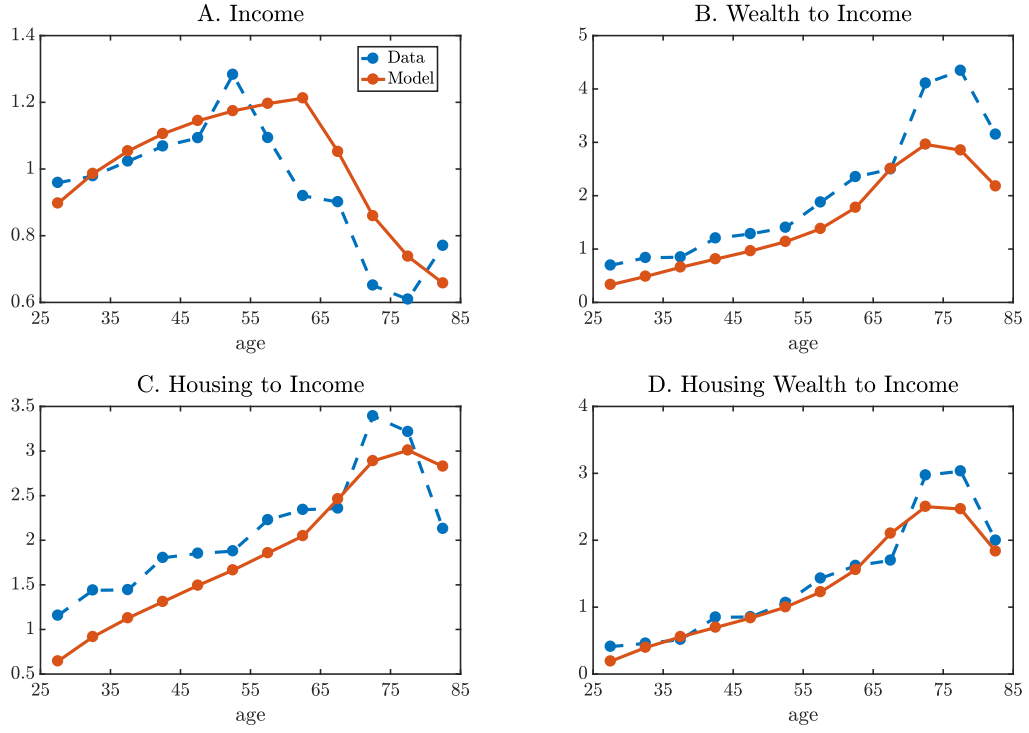 A. Income
1.4
1.2
1
0.8
0.6
25 35 45 55 65 75 85
age
Data
Model
B. Wealth to Income
5
4
3
2
1
0
25 35 45 55 65 75 85
age
C. Housing to Income
3.5
3
2.5
2
1.5
1
0.5
25 35 45 55 65 75 85
age
D. Housing Wealth to Income
4
3
2
1
0
25 35 45 55 65 75 85
age